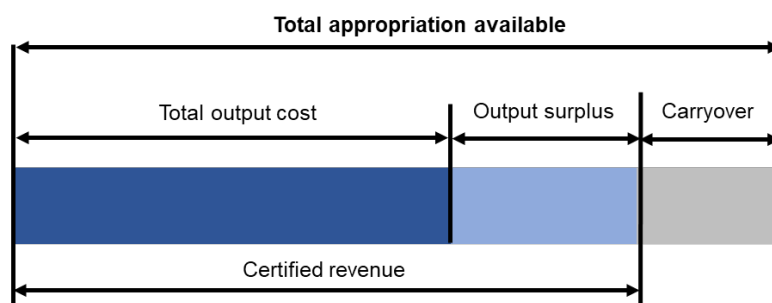 Total appropriation available
Total output cost
Output surplus
Carryover
Certified revenue